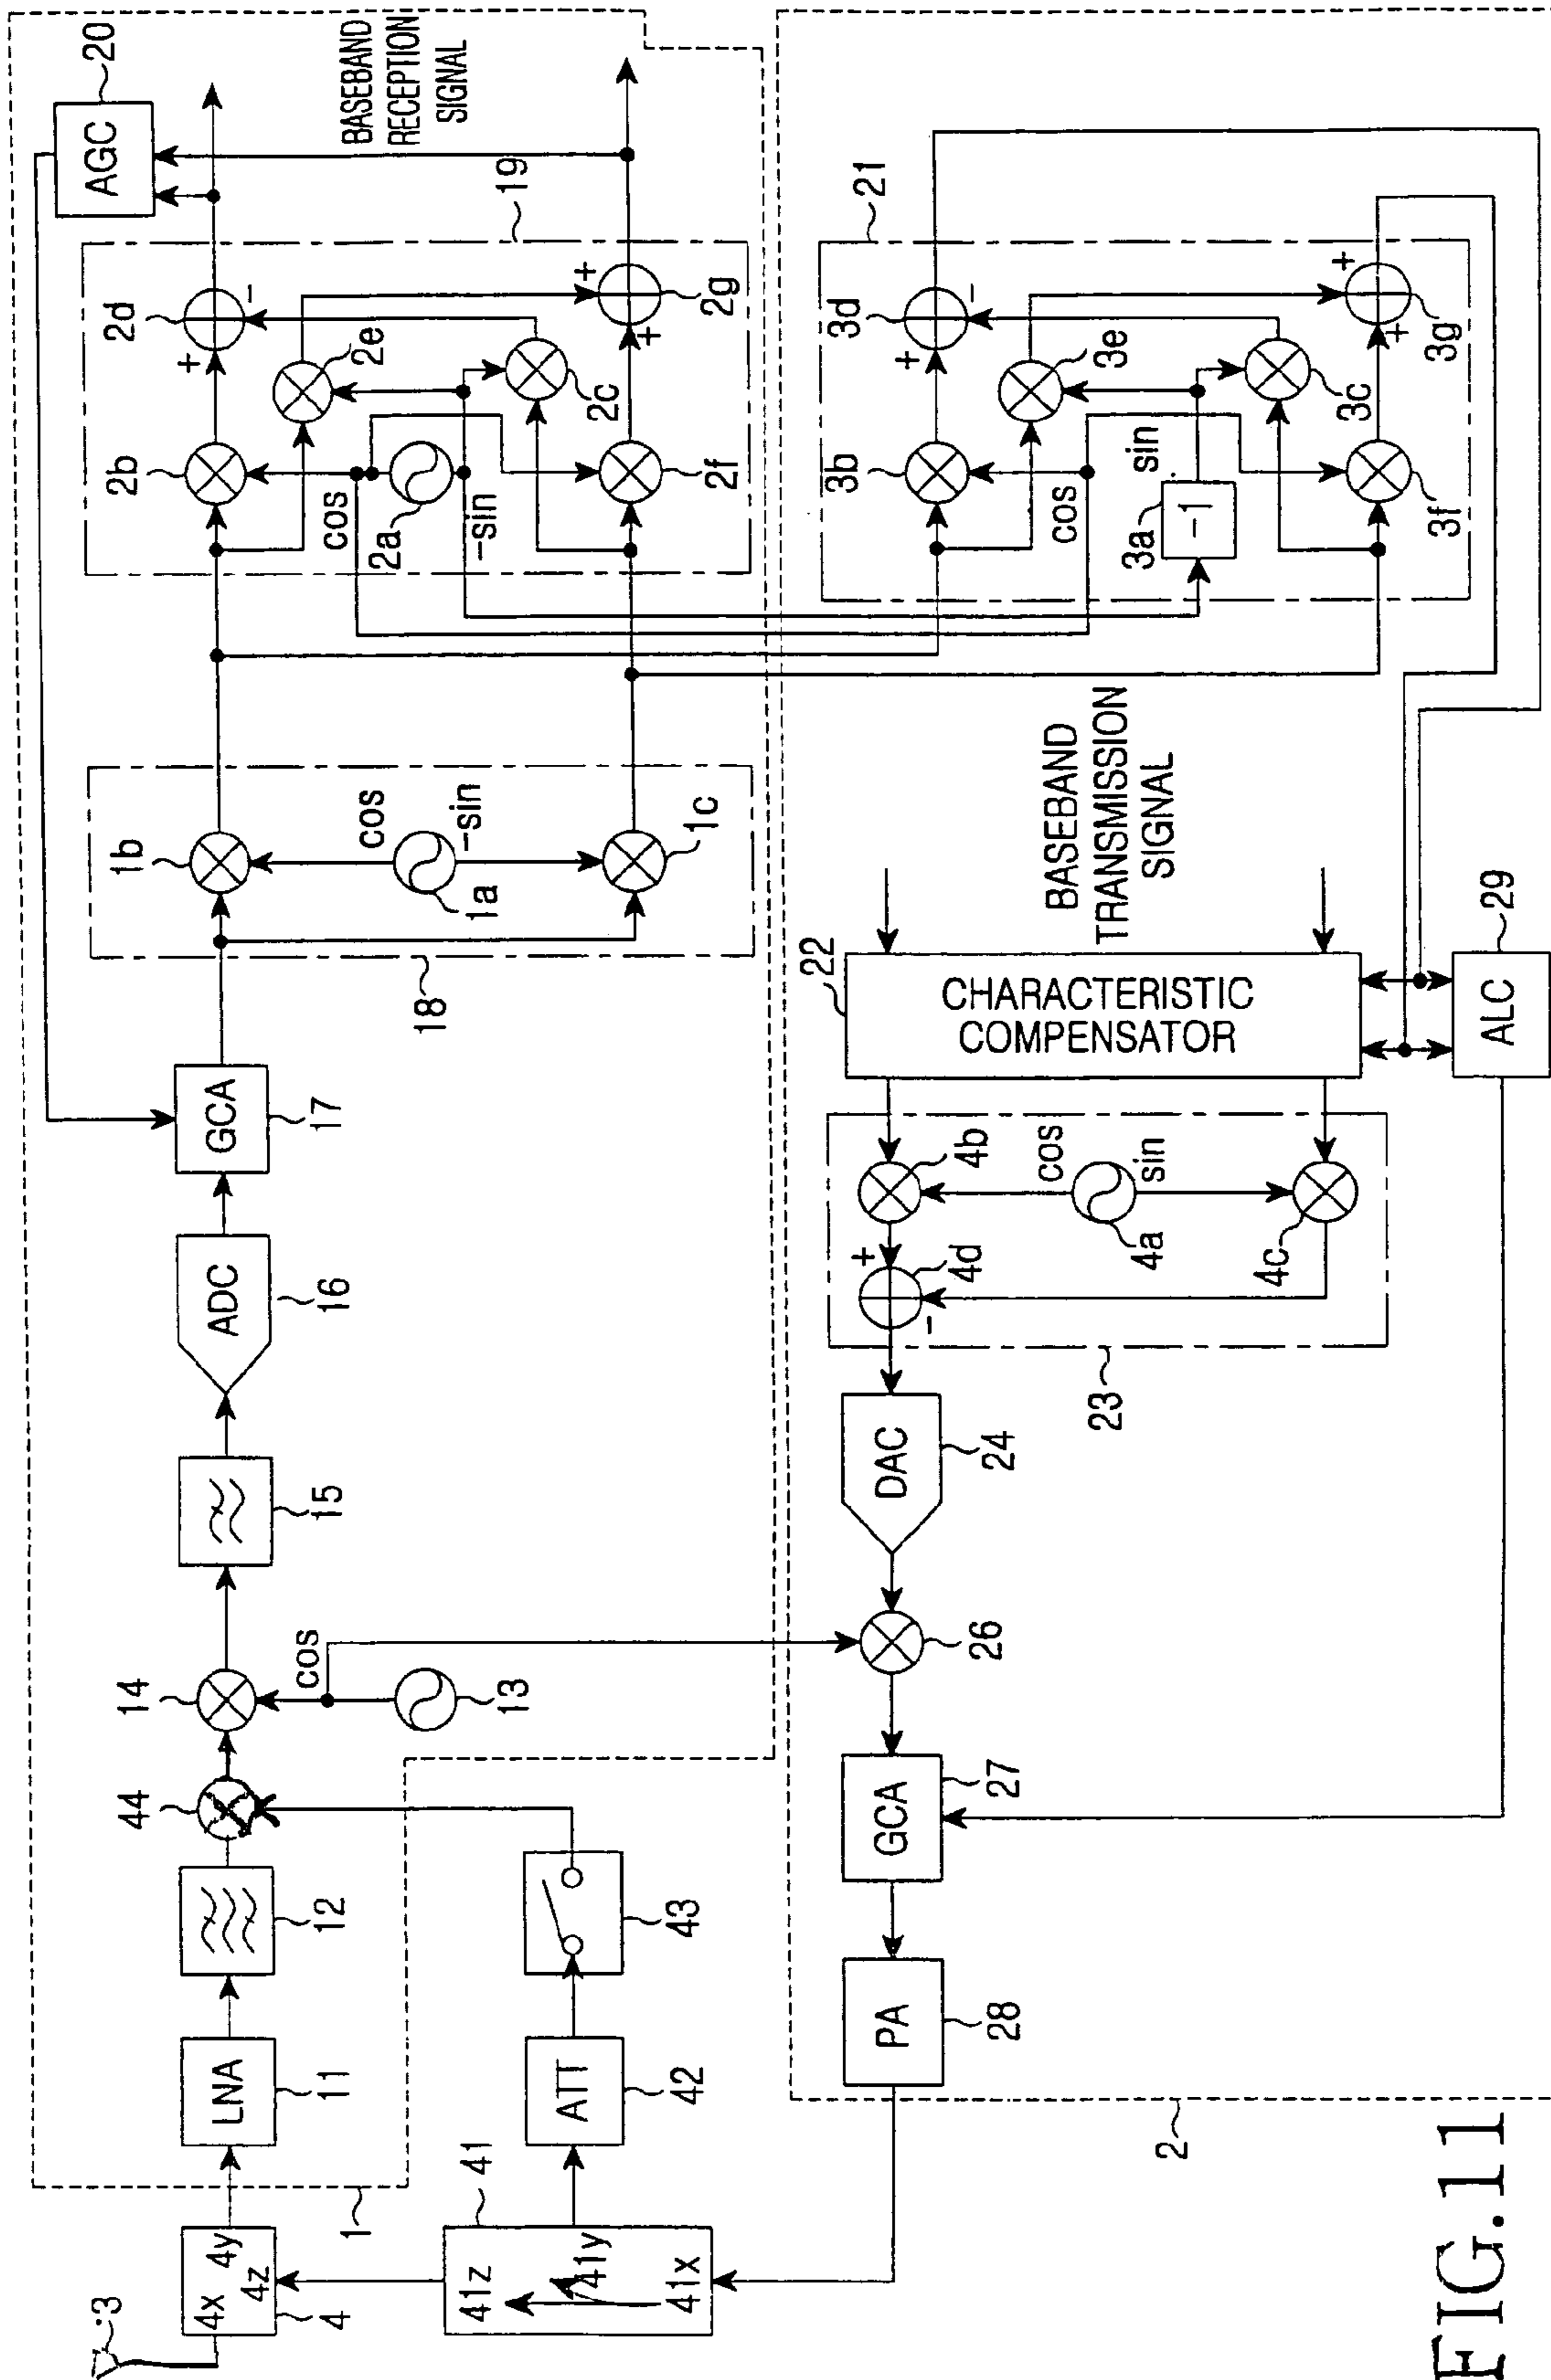 3
4x
4y
4z
4
1
LNA
11
12
44
14
cos
13
15
ADC
16
GCA
17
18
1b
cos
1a
-sin
1c
AGC
20
BASEBAND
RECEPTION
SIGNAL
19
2b
2d
2e
cos
2a
-sin
2c
2f
2g
+
-
+
+
41
41z
41y
41x
ATT
42
43
2
PA
28
GCA
27
26
DAC
24
23
4d
+
-
4b
cos
4a
sin
4c
22
CHARACTERISTIC
COMPENSATOR
BASEBAND
TRANSMISSION
SIGNAL
ALC
29
21
3b
3d
3e
cos
3a
-1
sin
3c
3f
3g
+
-
+
+
FIG.11